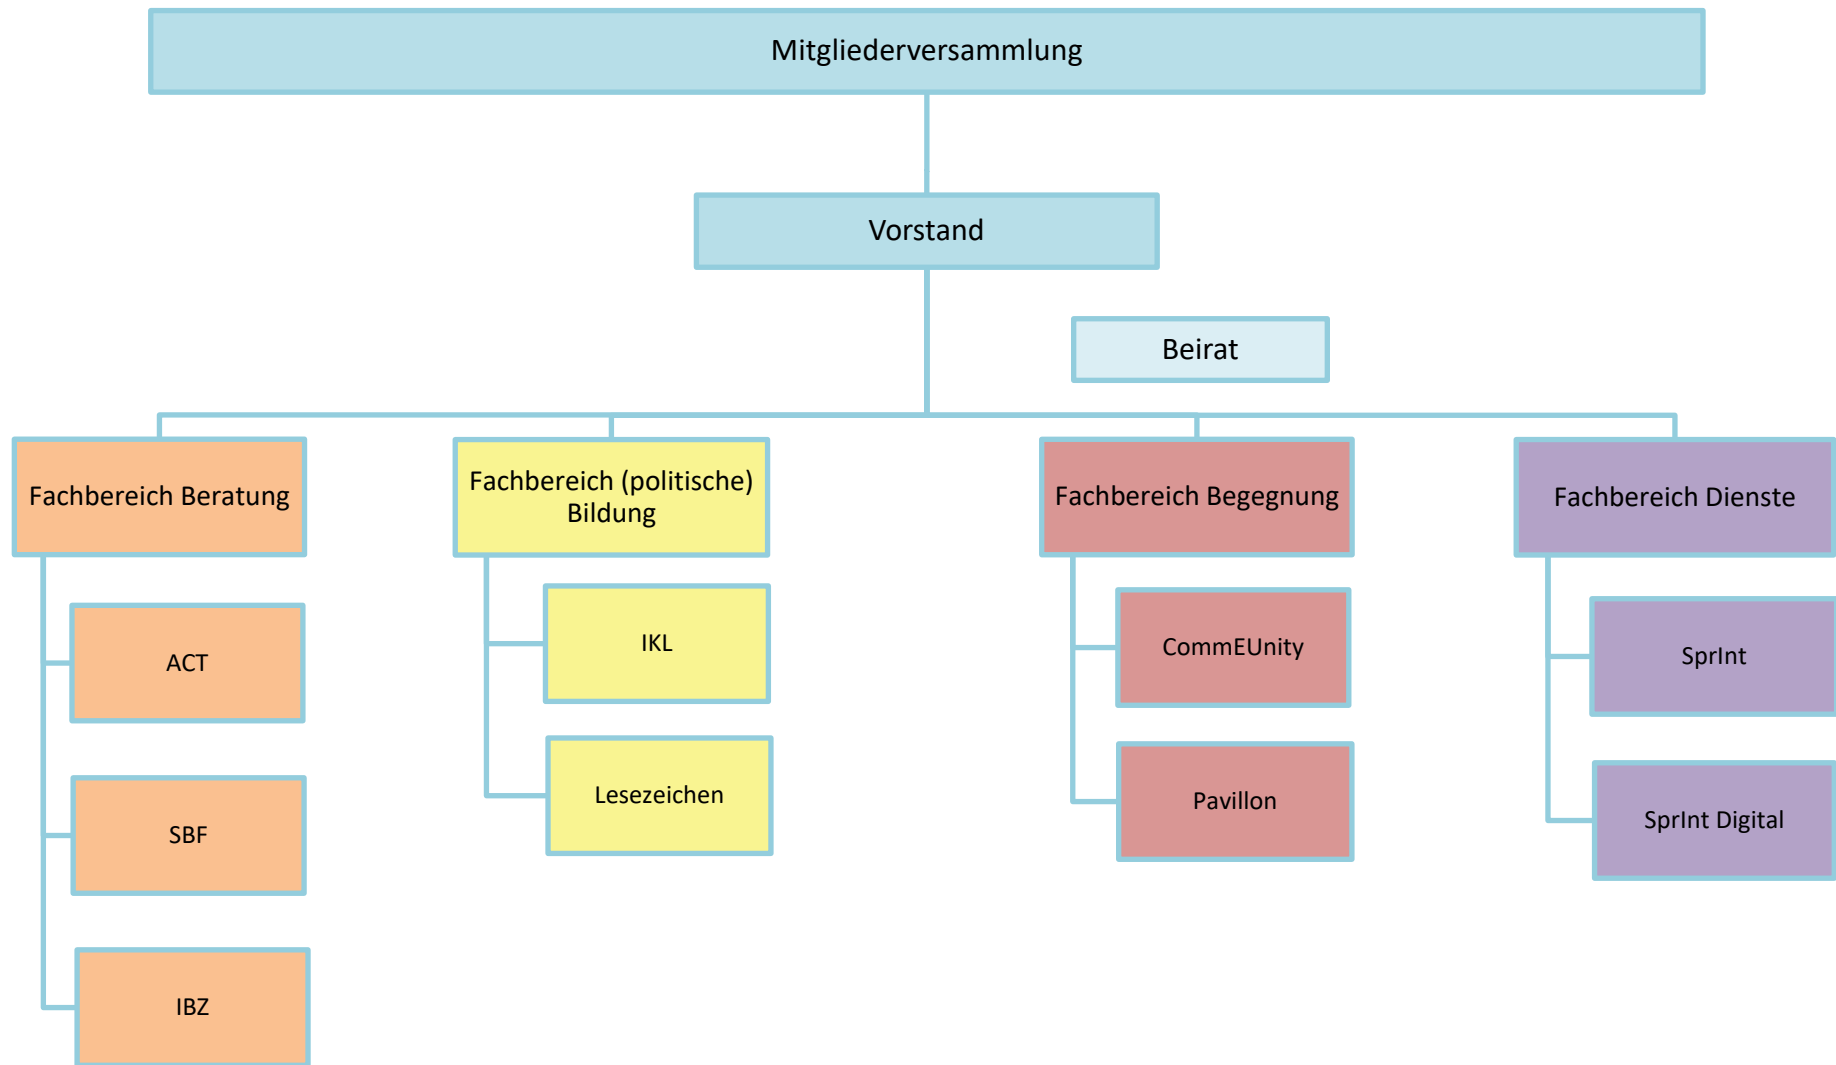 Mitgliederversammlung
Vorstand
Beirat
Fachbereich Beratung
Fachbereich (politische)
Bildung
Fachbereich Begegnung
Fachbereich Dienste
ACT
IKL
CommEUnity
SprInt
SBF
Lesezeichen
Pavillon
SprInt Digital
IBZ